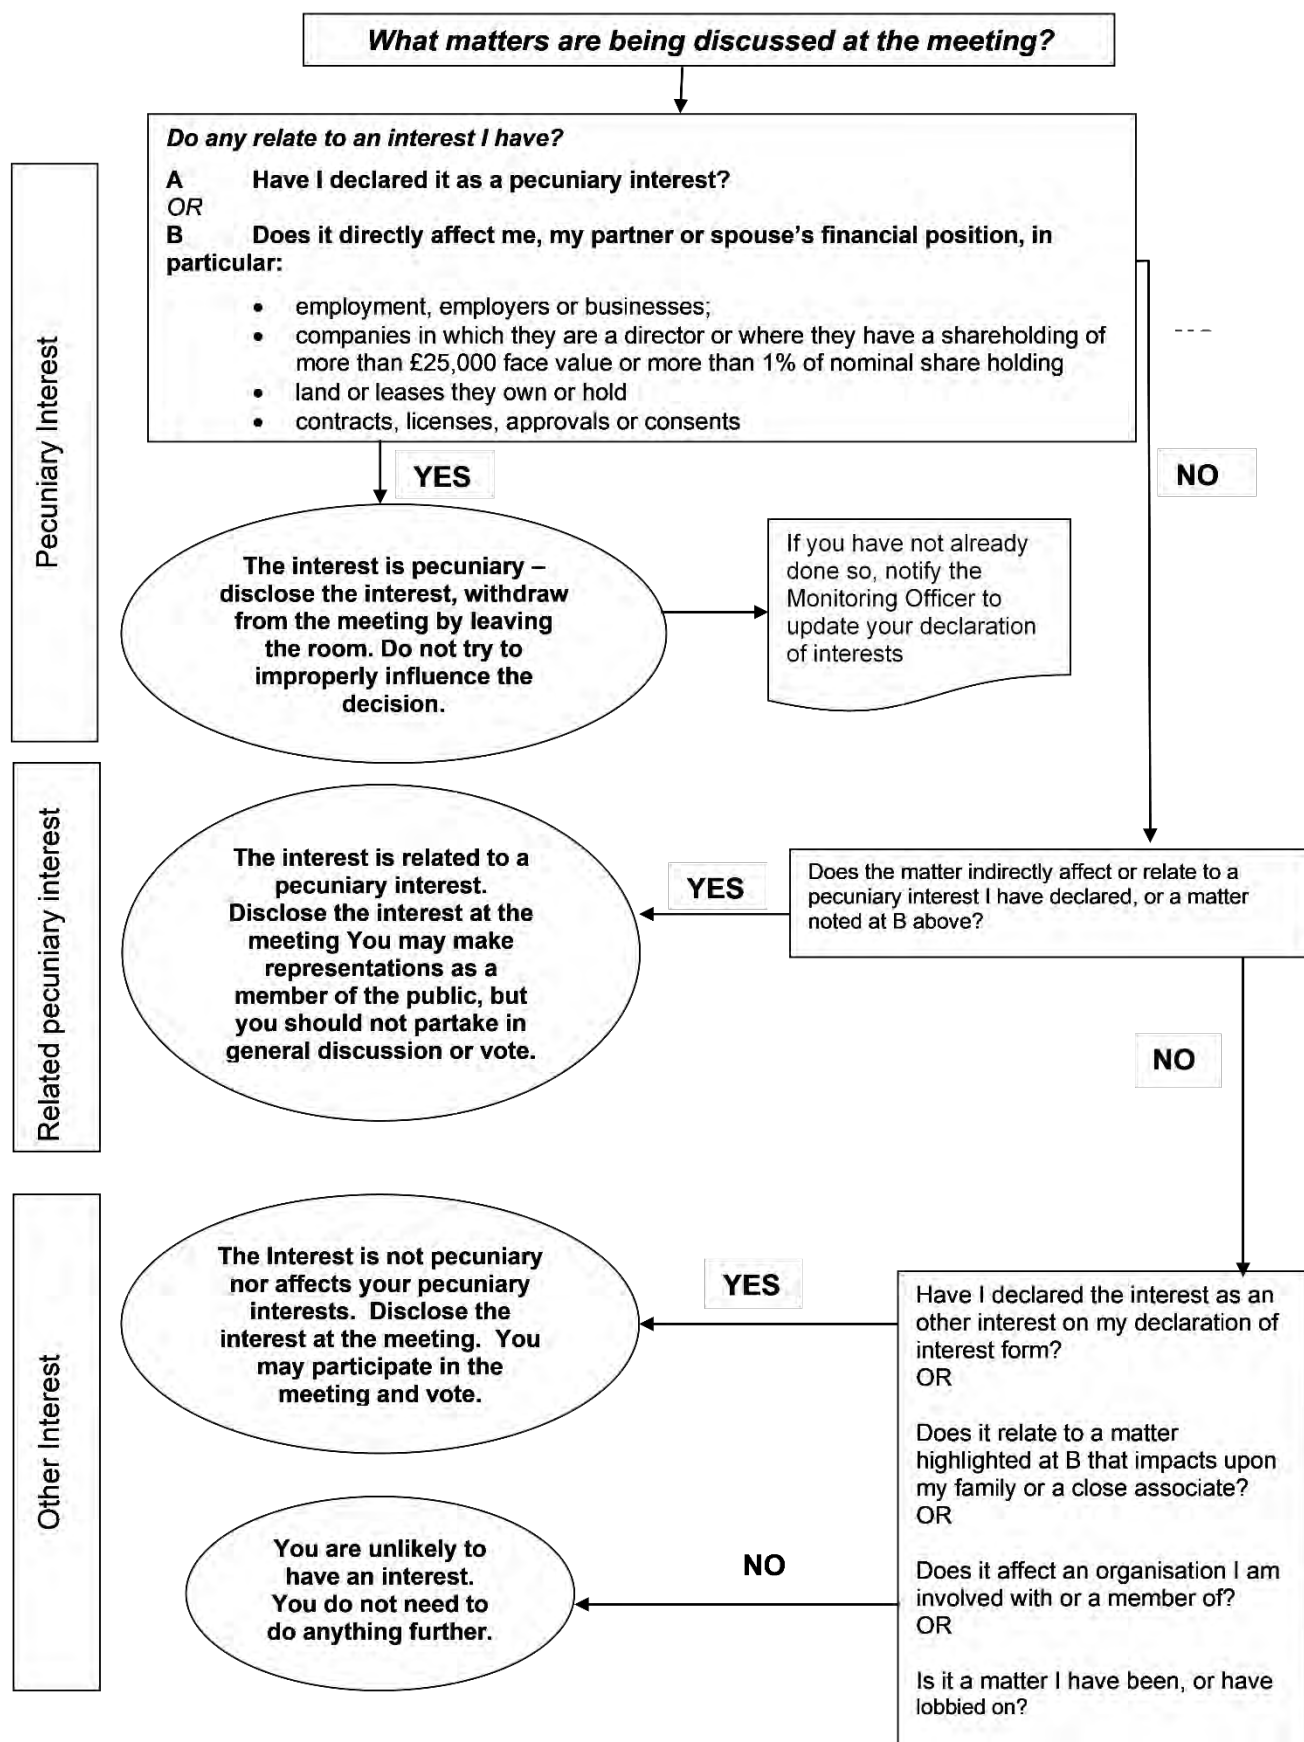 What matters are being discussed at the meeting?
Do any relate to an interest I have?
A Have I declared it as a pecuniary interest?
OR
B Does it directly affect me, my partner or spouse's financial position, in
particular:
• employment, employers or businesses;
• companies in which they are a director or where they have a shareholding of
more than £25,000 face value or more than 1% of nominal share holding
• land or leases they own or hold
• contracts, licenses, approvals or consents
Pecuniary Interest
YES
NO
The interest is pecuniary –
disclose the interest, withdraw
from the meeting by leaving
the room. Do not try to
improperly influence the
decision.
If you have not already
done so, notify the
Monitoring Officer to
update your declaration
of interests
Related pecuniary interest
The interest is related to a
pecuniary interest.
Disclose the interest at the
meeting You may make
representations as a
member of the public, but
you should not partake in
general discussion or vote.
YES
Does the matter indirectly affect or relate to a
pecuniary interest I have declared, or a matter
noted at B above?
NO
Other Interest
The Interest is not pecuniary
nor affects your pecuniary
interests. Disclose the
interest at the meeting. You
may participate in the
meeting and vote.
YES
Have I declared the interest as an
other interest on my declaration of
interest form?
OR
Does it relate to a matter
highlighted at B that impacts upon
my family or a close associate?
OR
Does it affect an organisation I am
involved with or a member of?
OR
Is it a matter I have been, or have
lobbied on?
NO
You are unlikely to
have an interest.
You do not need to
do anything further.